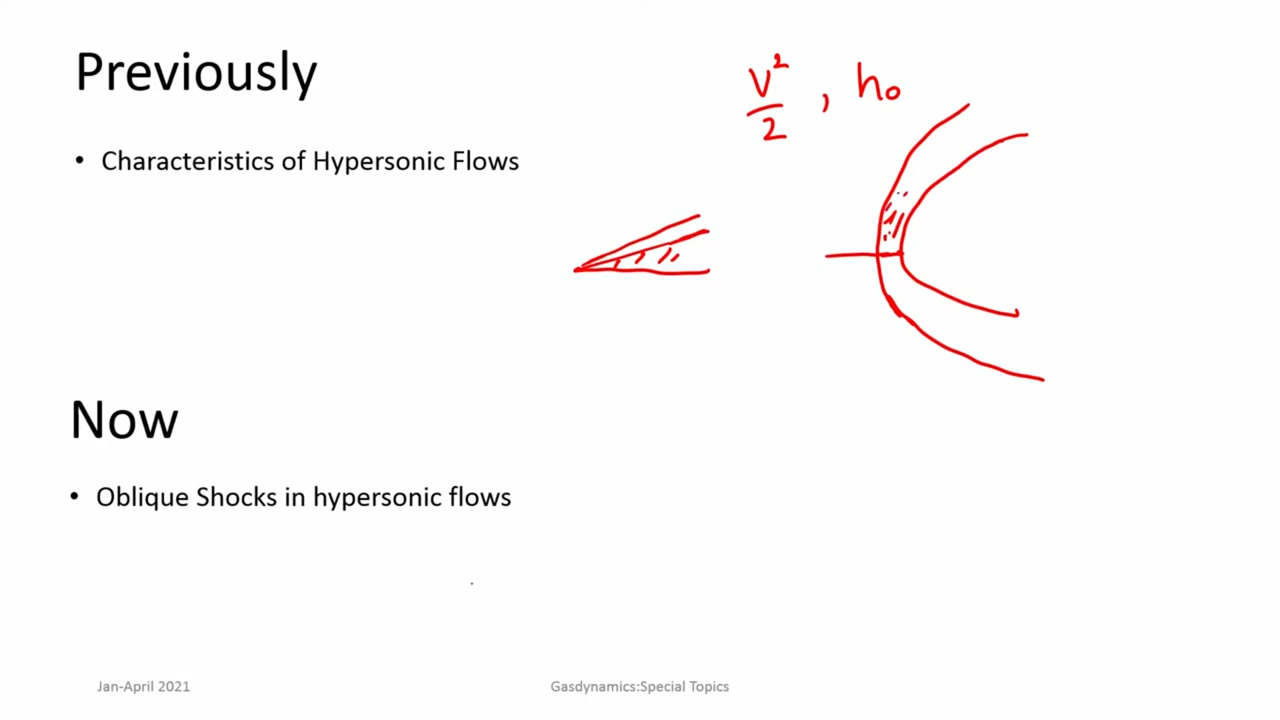 Previously
V²/2 , h₀
• Characteristics of Hypersonic Flows
Now
• Oblique Shocks in hypersonic flows
Jan-April 2021
Gasdynamics:Special Topics